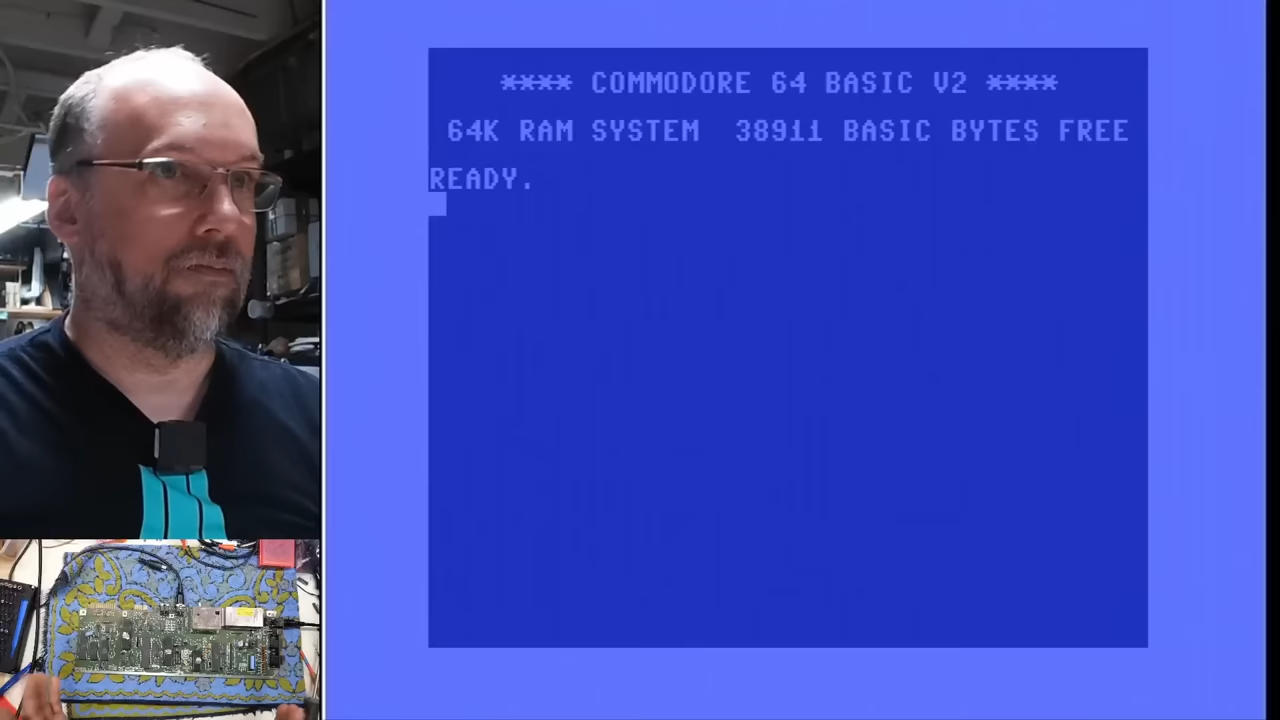 **** COMMODORE 64 BASIC V2 ****
64K RAM SYSTEM  38911 BASIC BYTES FREE
READY.